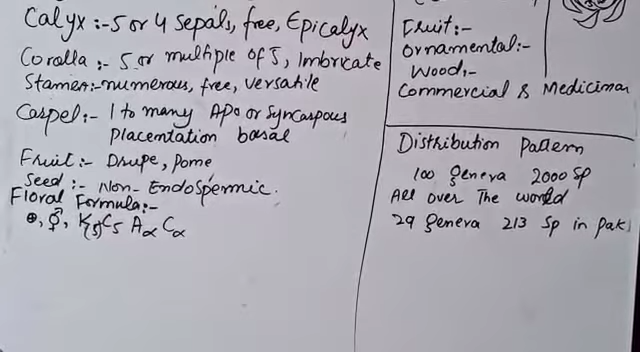 Calyx :- 5 or 4 sepals, free, Epicalyx
Corolla :- 5 or multiple of 5, Imbricate
Stamen:- numerous, free, versatile
Carpel :- 1 to many Apo or Syncarpous
Placentation basal
Fruit :- Drupe, Pome
Seed :- Non-Endospermic.
Floral Formula:-
⊕, ⚥, K(5) C5 Aα Cα
Fruit:-
Ornamental:-
Wood:-
Commercial & Medicinal
Distribution Pattern
100 genera 2000 sp
All over The world
29 genera 213 sp in pak